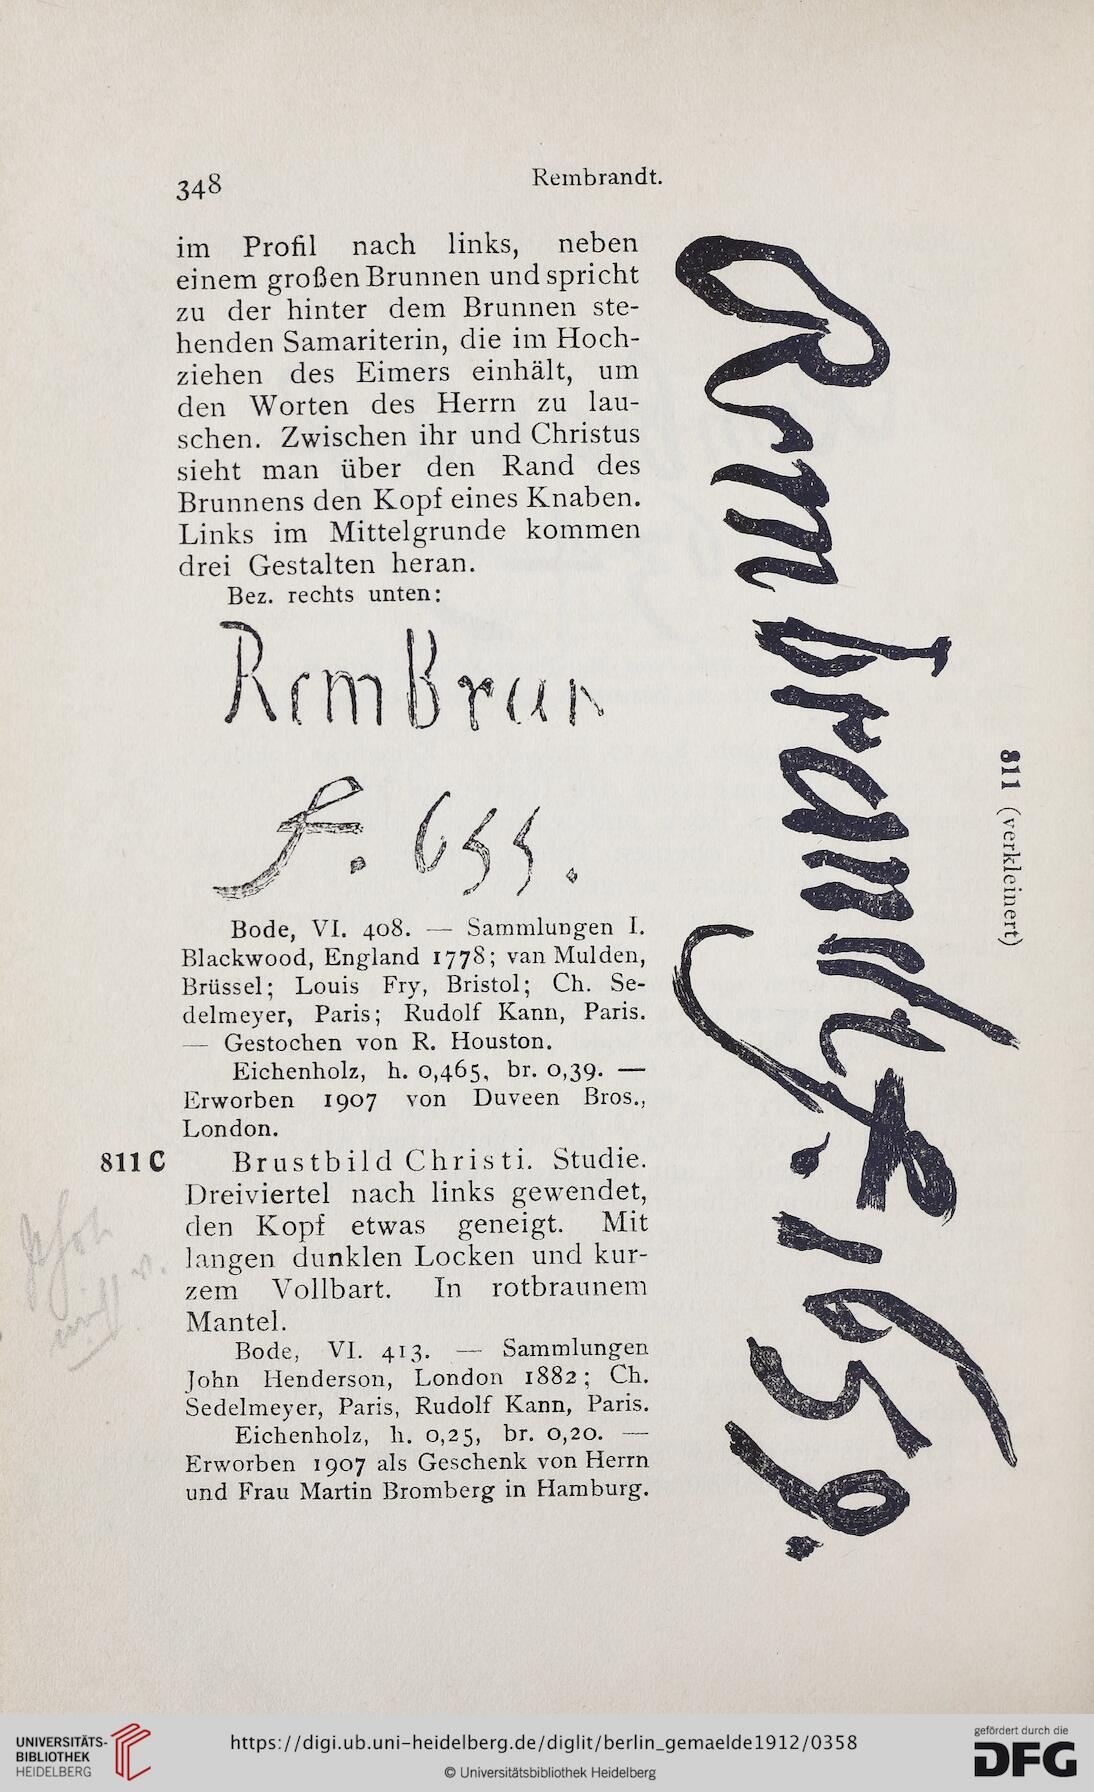 348
Rembrandt.
im Profil nach links, neben
einem großen Brunnen und spricht
zu der hinter dem Brunnen ste-
henden Samariterin, die im Hoch-
ziehen des Eimers einhält, um
den Worten des Herrn zu lau-
schen. Zwischen ihr und Christus
sieht man über den Rand des
Brunnens den Kopf eines Knaben.
Links im Mittelgrunde kommen
drei Gestalten heran.
Bez. rechts unten:
RemBran
f. 655.
Bode, VI. 408. — Sammlungen I.
Blackwood, England 1778; van Mulden,
Brüssel; Louis Fry, Bristol; Ch. Se-
delmeyer, Paris; Rudolf Kann, Paris.
— Gestochen von R. Houston.
Eichenholz, h. 0,465, br. 0,39. —
Erworben 1907 von Duveen Bros.,
London.
811 C Brustbild Christi. Studie.
Dreiviertel nach links gewendet,
den Kopf etwas geneigt. Mit
langen dunklen Locken und kur-
zem Vollbart. In rotbraunem
Mantel.
Bode, VI. 413. — Sammlungen
John Henderson, London 1882; Ch.
Sedelmeyer, Paris, Rudolf Kann, Paris.
Eichenholz, h. 0,25, br. 0,20. —
Erworben 1907 als Geschenk von Herrn
und Frau Martin Bromberg in Hamburg.
Rembrandt. f. 1659.
811 (verkleinert)
UNIVERSITÄTS-
BIBLIOTHEK
HEIDELBERG
https://digi.ub.uni-heidelberg.de/diglit/berlin_gemaelde1912/0358
© Universitätsbibliothek Heidelberg
gefördert durch die
DFG